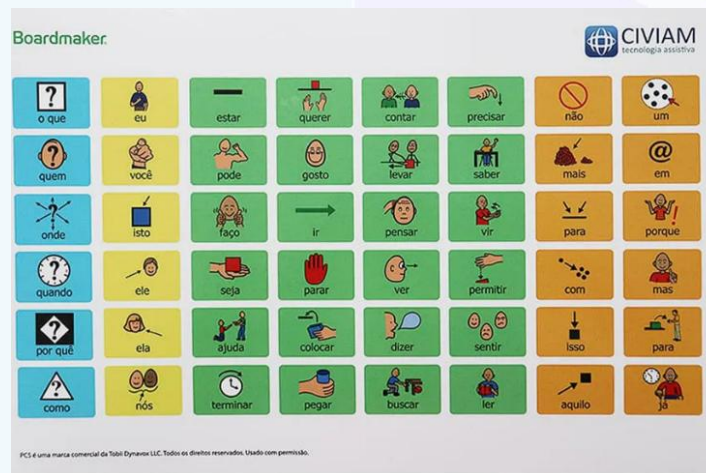 Boardmaker.
CIVIAM
tecnologia assistiva
o que
eu
estar
querer
contar
precisar
não
um
quem
você
pode
gosto
levar
saber
mais
@
em
onde
isto
faço
ir
pensar
vir
para
porque
quando
ele
seja
parar
ver
permitir
com
mas
por quê
ela
ajuda
colocar
dizer
sentir
isso
para
como
nós
terminar
pegar
buscar
ler
aquilo
já
PCS é uma marca comercial da Tobii Dynavox LLC. Todos os direitos reservados. Usado com permissão.